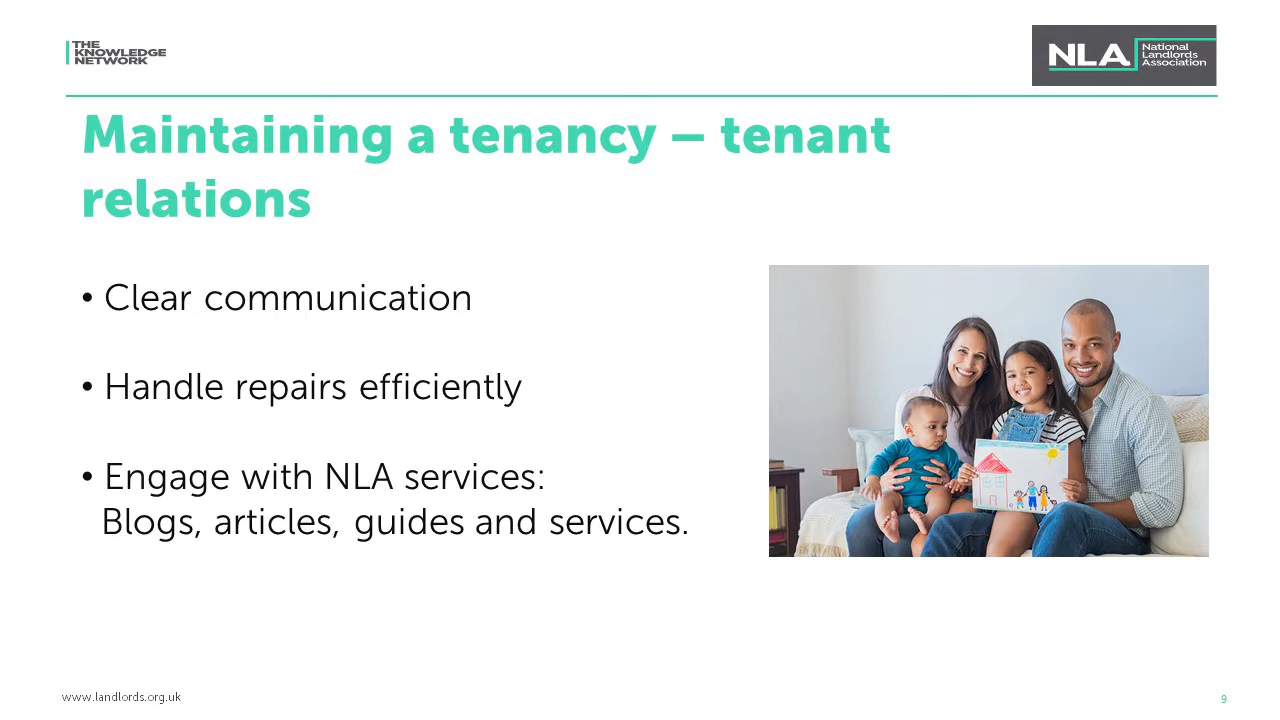 THE
KNOWLEDGE
NETWORK
NLA National
Landlords
Association
Maintaining a tenancy – tenant
relations
• Clear communication
• Handle repairs efficiently
• Engage with NLA services:
Blogs, articles, guides and services.
www.landlords.org.uk
9